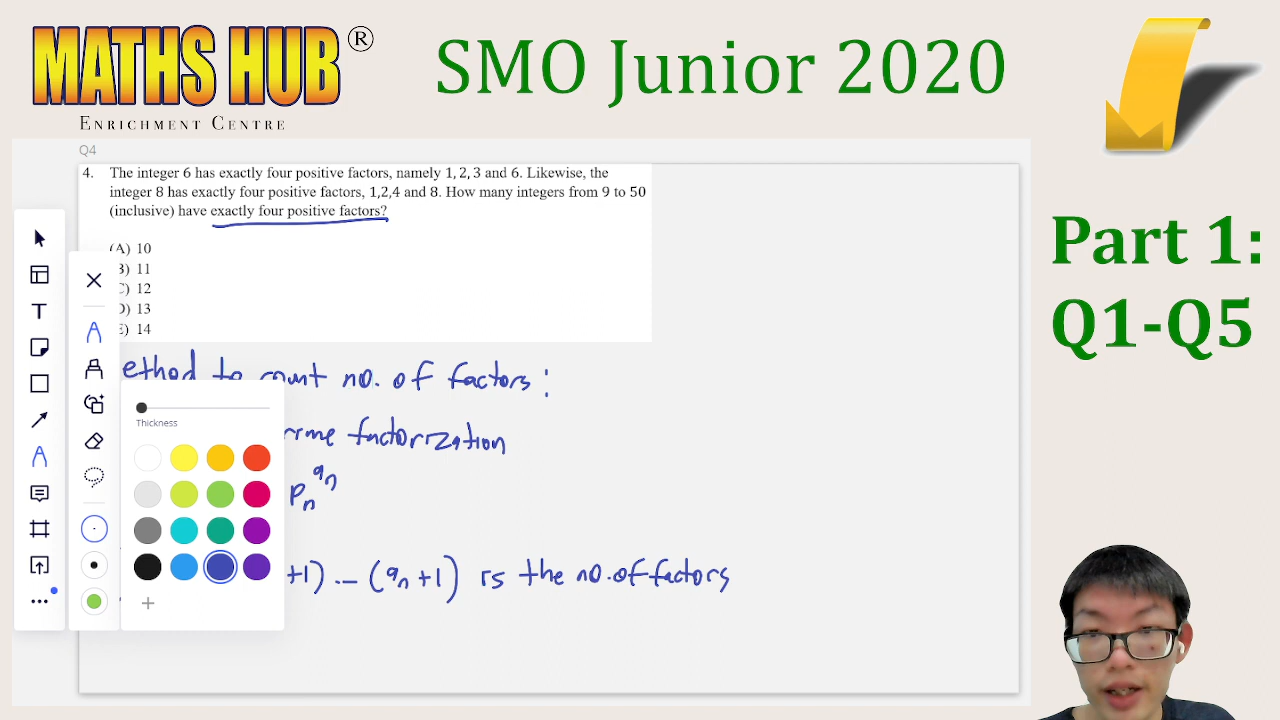 MATHS HUB®
ENRICHMENT CENTRE
SMO Junior 2020
Part 1:
Q1-Q5
Q4
4. The integer 6 has exactly four positive factors, namely 1, 2, 3 and 6. Likewise, the
integer 8 has exactly four positive factors, 1,2,4 and 8. How many integers from 9 to 50
(inclusive) have exactly four positive factors?
(A) 10
B) 11
C) 12
D) 13
E) 14
ethod to count no. of factors:
factorization
Pn^an
+1) ... (an+1) is the no. of factors
T
Thickness